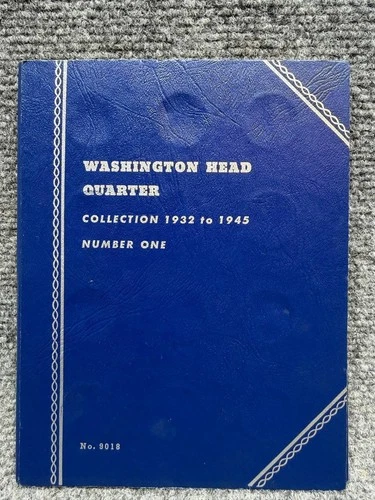 WASHINGTON HEAD
QUARTER
COLLECTION 1932 to 1945
NUMBER ONE
No. 9018